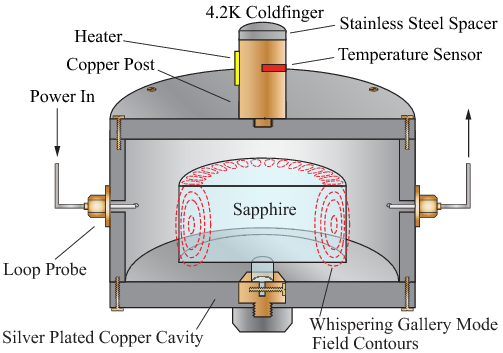 4.2K Coldfinger
Stainless Steel Spacer
Heater
Temperature Sensor
Copper Post
Power In
Sapphire
Loop Probe
Silver Plated Copper Cavity
Whispering Gallery Mode
Field Contours